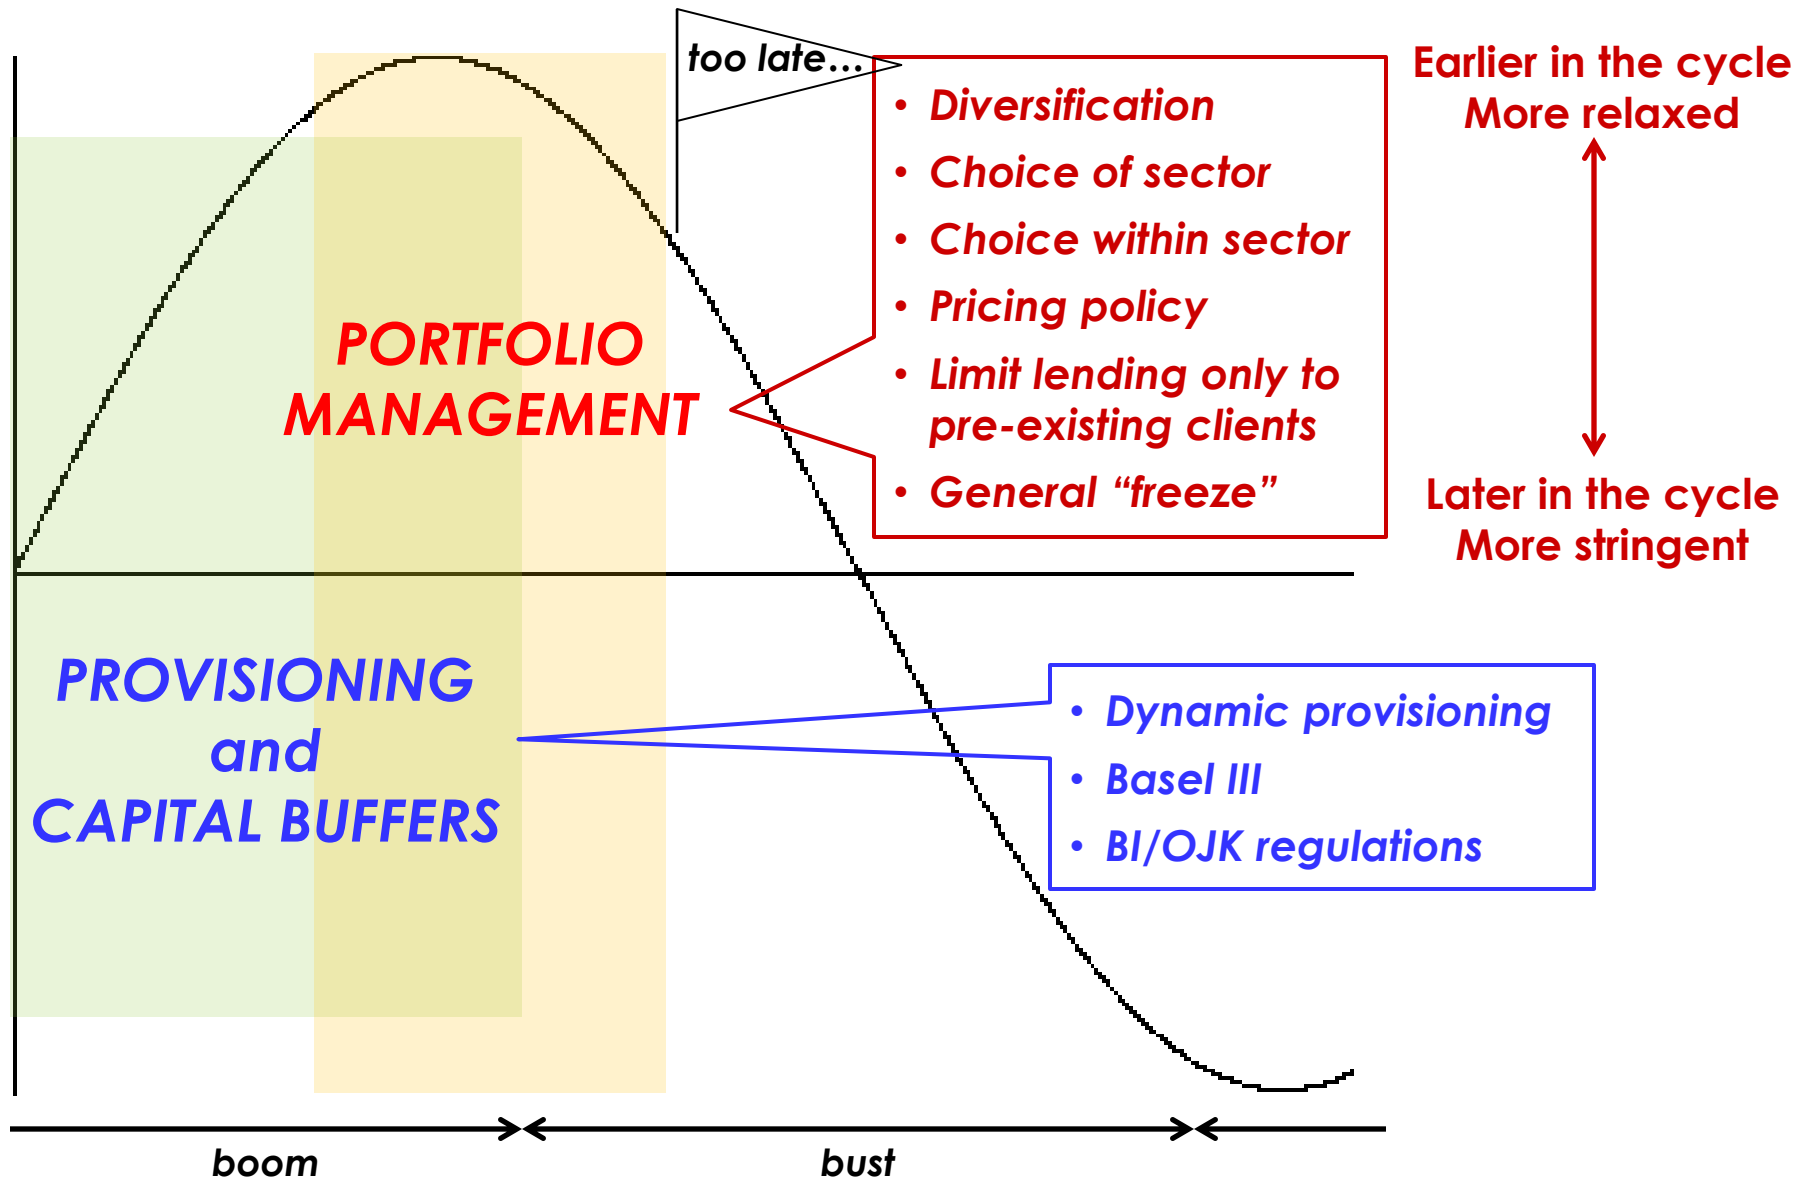 too late…
• Diversification
• Choice of sector
• Choice within sector
• Pricing policy
• Limit lending only to
pre-existing clients
• General “freeze”
Earlier in the cycle
More relaxed
Later in the cycle
More stringent
PORTFOLIO
MANAGEMENT
PROVISIONING
and
CAPITAL BUFFERS
• Dynamic provisioning
• Basel III
• BI/OJK regulations
boom
bust